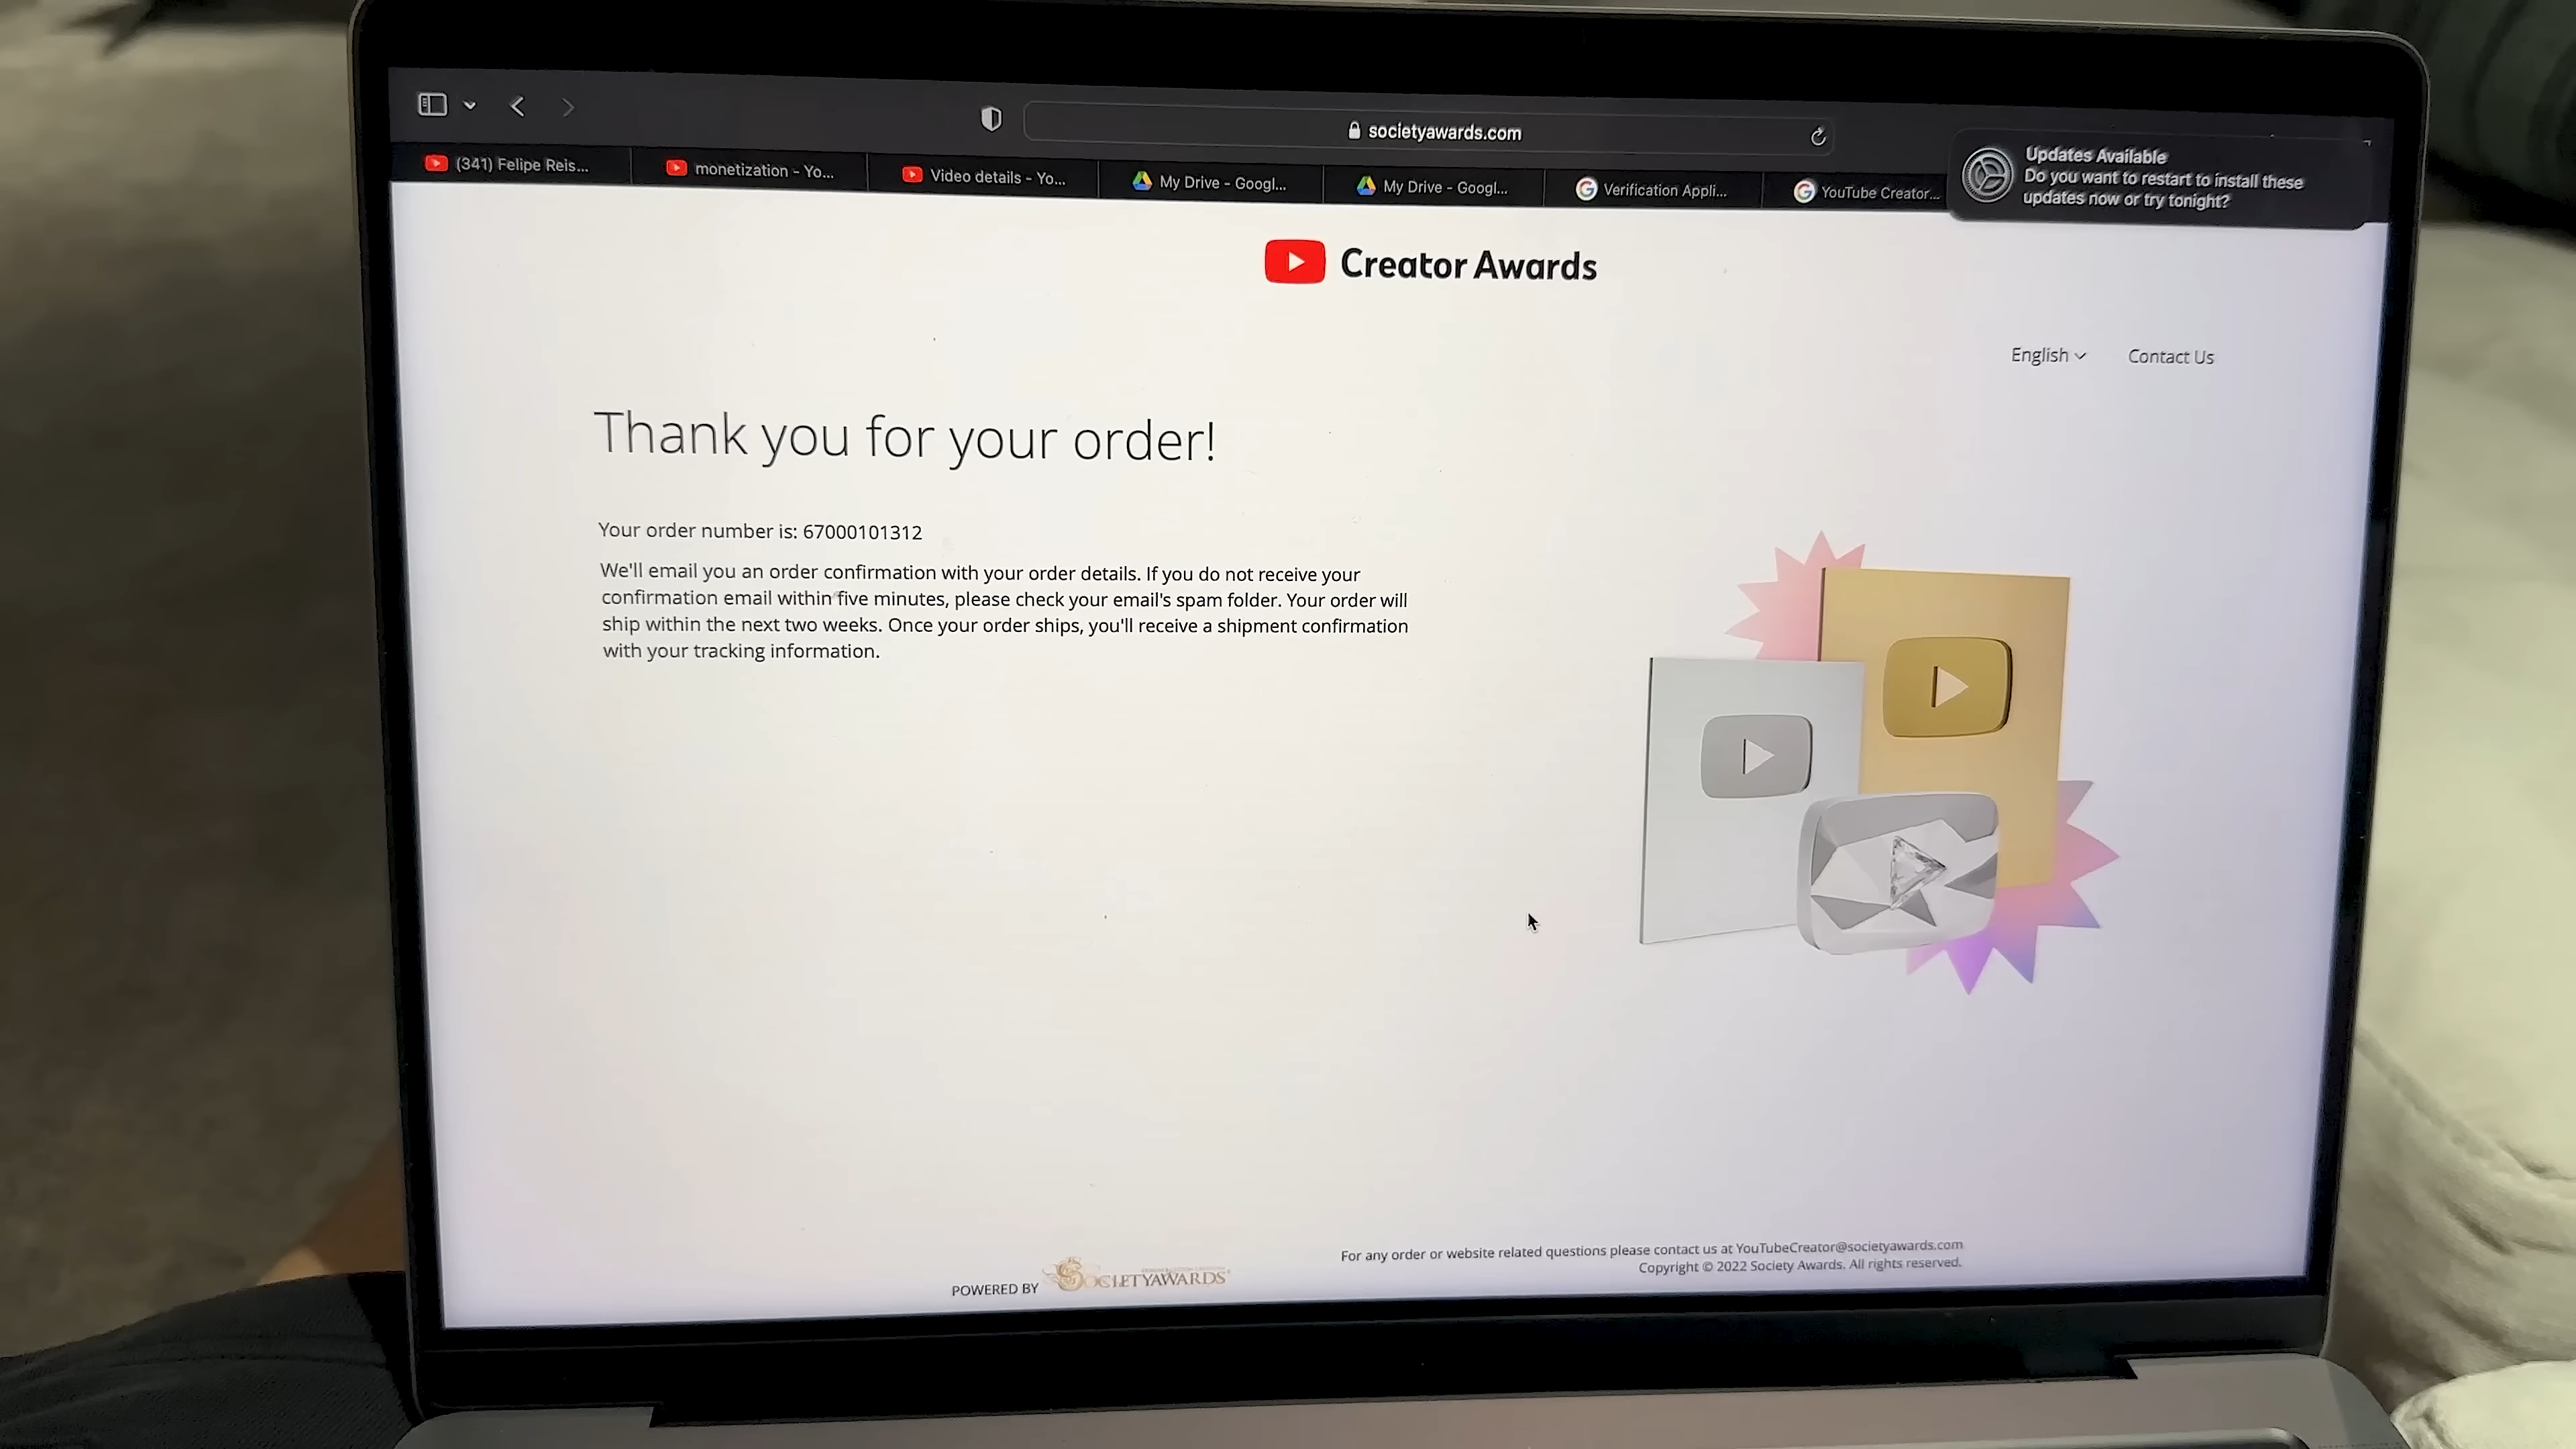 societyawards.com
(341) Felipe Reis...
monetization - Yo...
Video details - Yo...
My Drive - Googl...
My Drive - Googl...
Verification Appli...
YouTube Creator...
Updates Available
Do you want to restart to install these
updates now or try tonight?
Creator Awards
English
Contact Us
Thank you for your order!
Your order number is: 67000101312
We'll email you an order confirmation with your order details. If you do not receive your
confirmation email within five minutes, please check your email's spam folder. Your order will
ship within the next two weeks. Once your order ships, you'll receive a shipment confirmation
with your tracking information.
POWERED BY
SOCIETYAWARDS
For any order or website related questions please contact us at YouTubeCreator@societyawards.com
Copyright © 2022 Society Awards. All rights reserved.